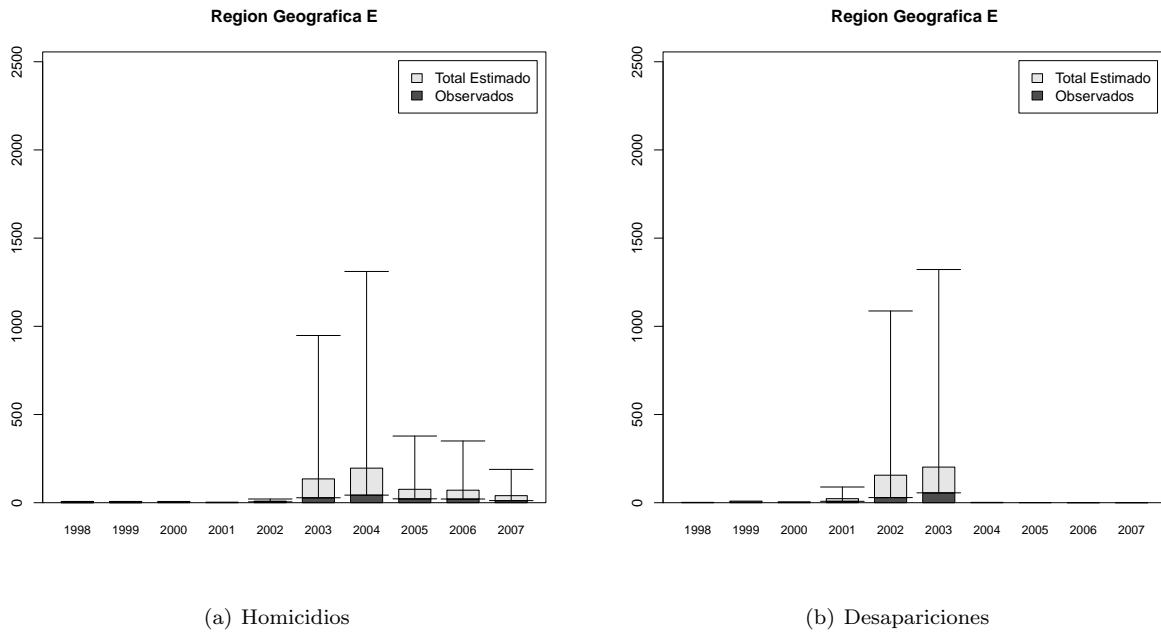 Region Geografica E
2500
2000
1500
1000
500
0
Total Estimado
Observados
1998 1999 2000 2001 2002 2003 2004 2005 2006 2007
(a) Homicidios
Region Geografica E
2500
2000
1500
1000
500
0
Total Estimado
Observados
1998 1999 2000 2001 2002 2003 2004 2005 2006 2007
(b) Desapariciones